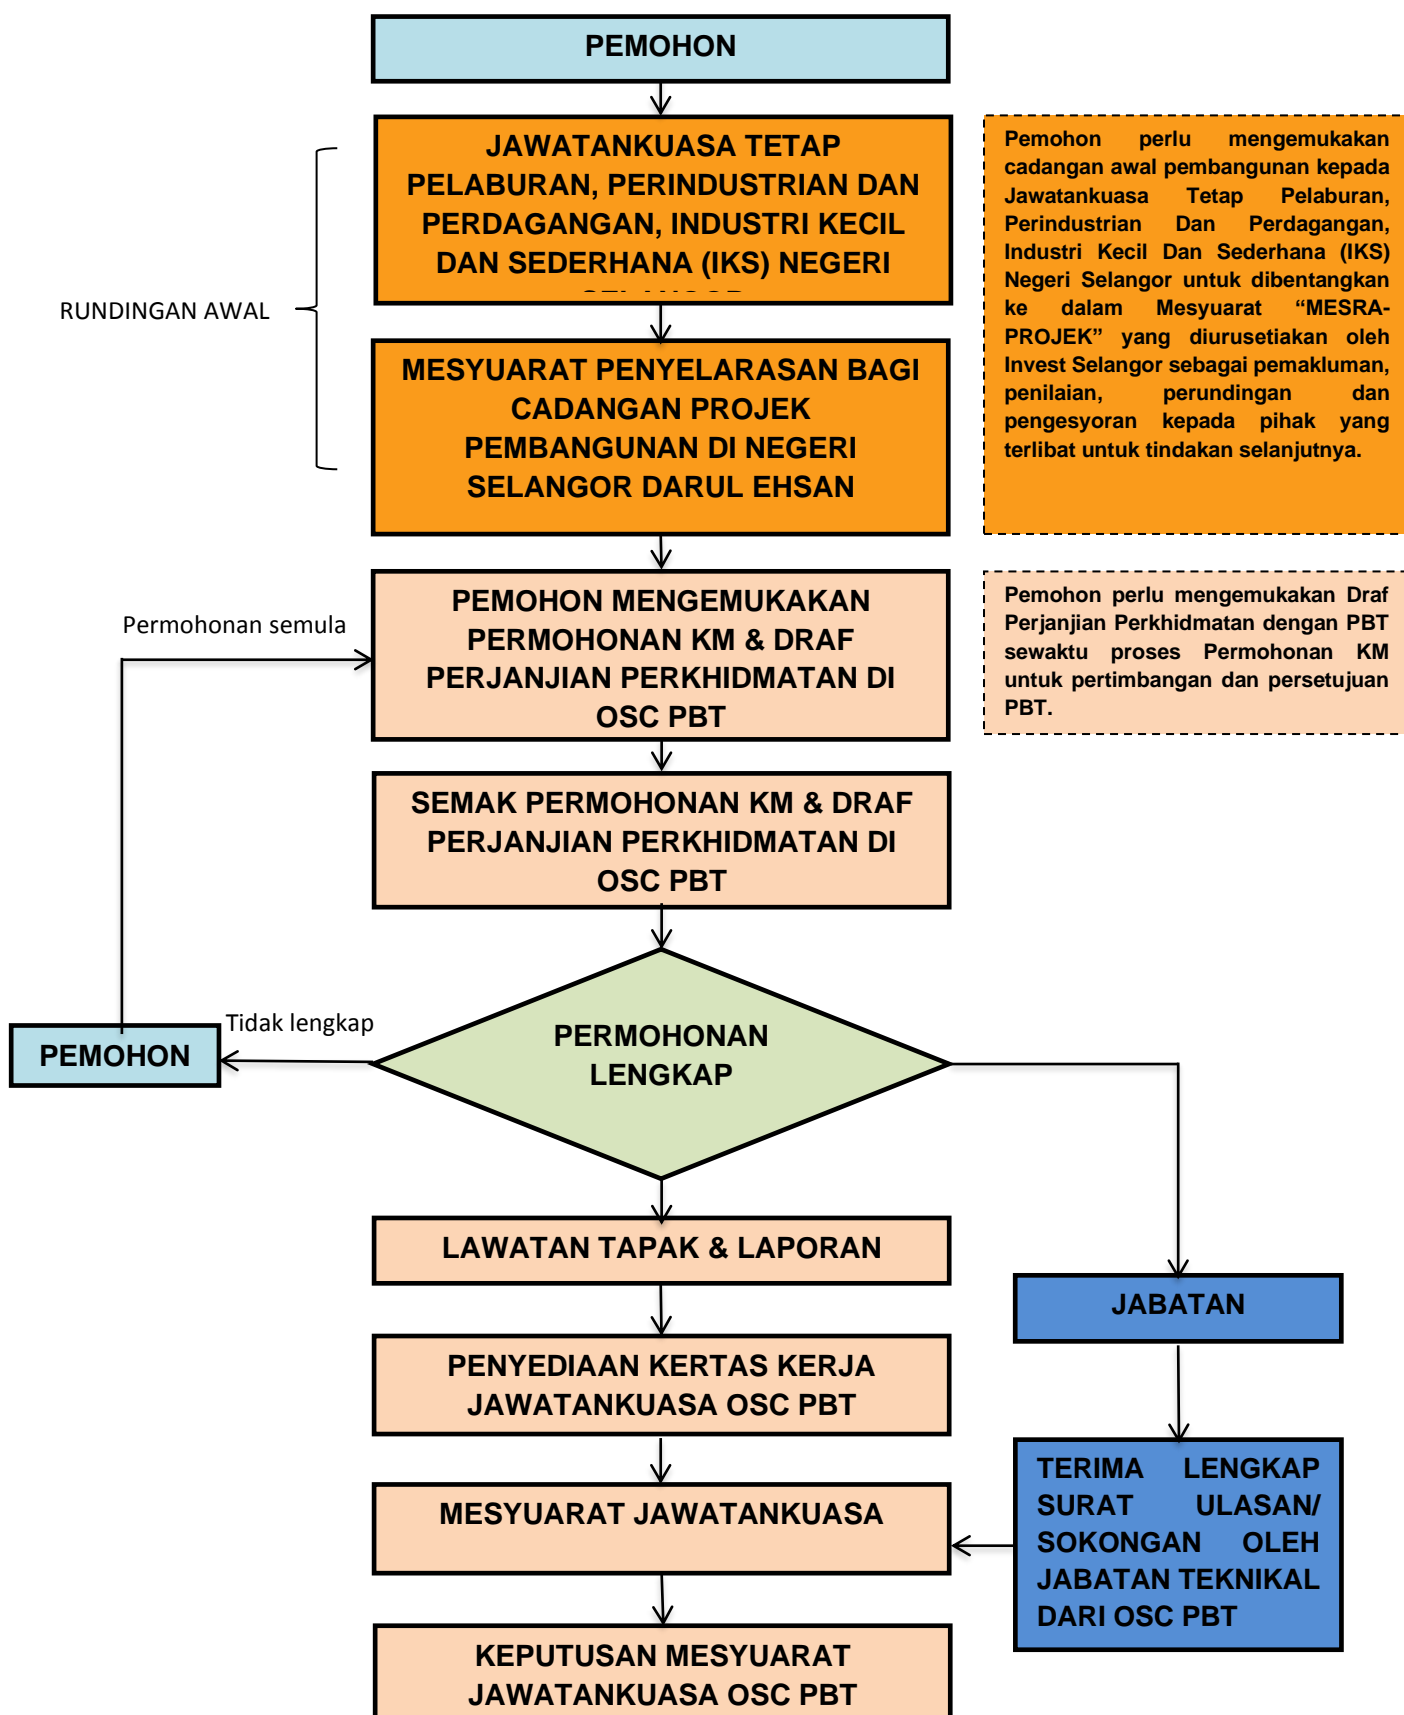 PEMOHON
JAWATANKUASA TETAP
PELABURAN, PERINDUSTRIAN DAN
PERDAGANGAN, INDUSTRI KECIL
DAN SEDERHANA (IKS) NEGERI
SELANGOR
Pemohon perlu mengemukakan
cadangan awal pembangunan kepada
Jawatankuasa Tetap Pelaburan,
Perindustrian Dan Perdagangan,
Industri Kecil Dan Sederhana (IKS)
Negeri Selangor untuk dibentangkan
ke dalam Mesyuarat “MESRA-
PROJEK” yang diurusetiakan oleh
Invest Selangor sebagai pemakluman,
penilaian, perundingan dan
pengesyoran kepada pihak yang
terlibat untuk tindakan selanjutnya.
RUNDINGAN AWAL
MESYUARAT PENYELARASAN BAGI
CADANGAN PROJEK
PEMBANGUNAN DI NEGERI
SELANGOR DARUL EHSAN
PEMOHON MENGEMUKAKAN
PERMOHONAN KM & DRAF
PERJANJIAN PERKHIDMATAN DI
OSC PBT
Pemohon perlu mengemukakan Draf
Perjanjian Perkhidmatan dengan PBT
sewaktu proses Permohonan KM
untuk pertimbangan dan persetujuan
PBT.
Permohonan semula
SEMAK PERMOHONAN KM & DRAF
PERJANJIAN PERKHIDMATAN DI
OSC PBT
PERMOHONAN
LENGKAP
Tidak lengkap
PEMOHON
LAWATAN TAPAK & LAPORAN
JABATAN
PENYEDIAAN KERTAS KERJA
JAWATANKUASA OSC PBT
TERIMA LENGKAP
SURAT ULASAN/
SOKONGAN OLEH
JABATAN TEKNIKAL
DARI OSC PBT
MESYUARAT JAWATANKUASA
KEPUTUSAN MESYUARAT
JAWATANKUASA OSC PBT